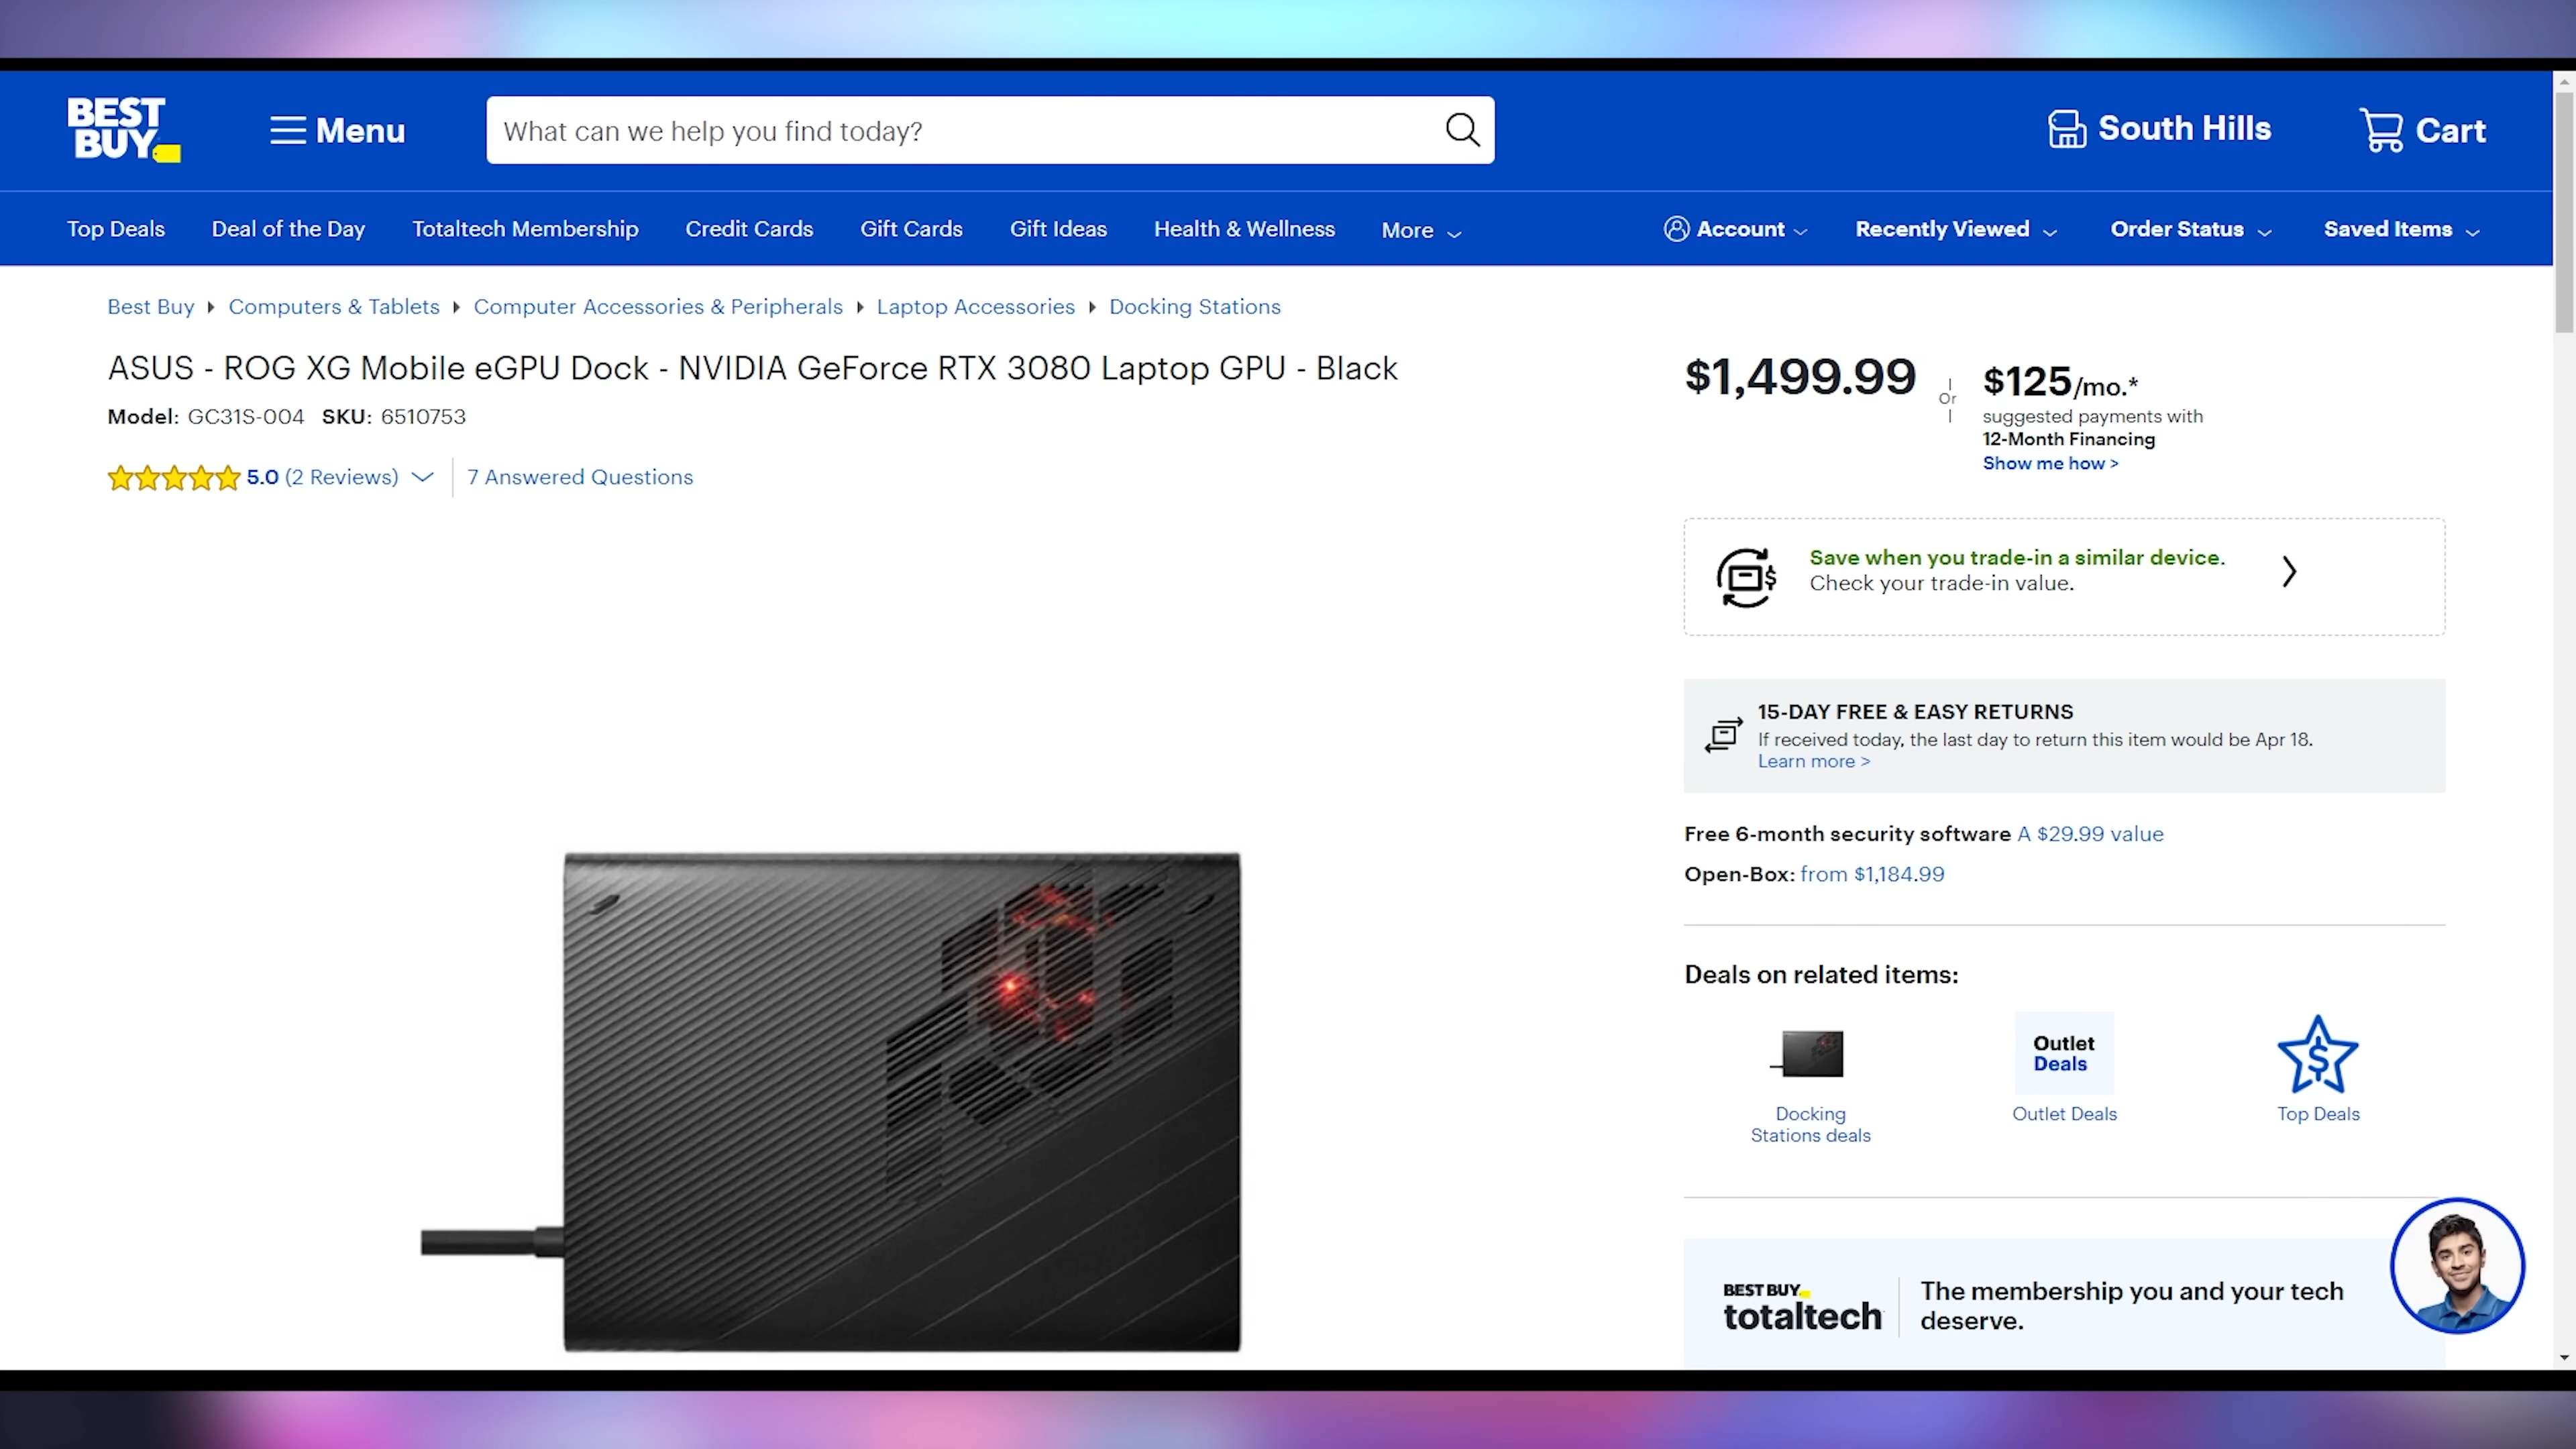 BEST
BUY
Menu
What can we help you find today?
South Hills
Cart
Top Deals
Deal of the Day
Totaltech Membership
Credit Cards
Gift Cards
Gift Ideas
Health & Wellness
More
Account
Recently Viewed
Order Status
Saved Items
Best Buy
Computers & Tablets
Computer Accessories & Peripherals
Laptop Accessories
Docking Stations
ASUS - ROG XG Mobile eGPU Dock - NVIDIA GeForce RTX 3080 Laptop GPU - Black
Model: GC31S-004 SKU: 6510753
5.0 (2 Reviews)
7 Answered Questions
$1,499.99
Or
$125/mo.*
suggested payments with
12-Month Financing
Show me how >
Save when you trade-in a similar device.
Check your trade-in value.
15-DAY FREE & EASY RETURNS
If received today, the last day to return this item would be Apr 18.
Learn more >
Free 6-month security software A $29.99 value
Open-Box: from $1,184.99
Deals on related items:
Docking
Stations deals
Outlet
Deals
Outlet Deals
$
Top Deals
BEST BUY
totaltech
The membership you and your tech
deserve.